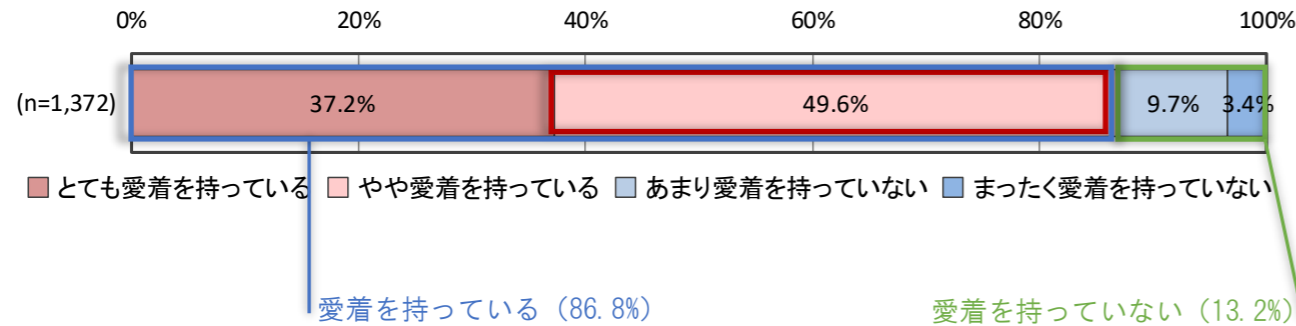 0% 20% 40% 60% 80% 100%
(n=1,372) 37.2% 49.6% 9.7% 3.4%
とても愛着を持っている やや愛着を持っている あまり愛着を持っていない まったく愛着を持っていない
愛着を持っている (86.8%) 愛着を持っていない (13.2%)